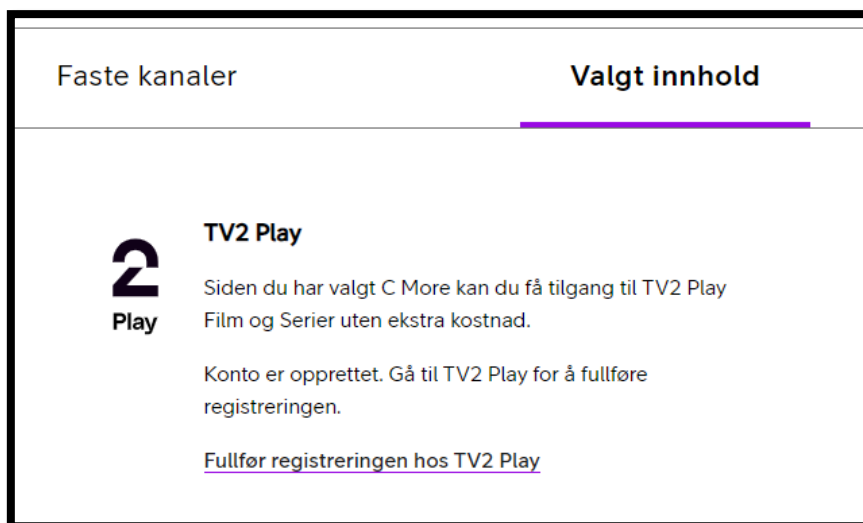 Faste kanaler
Valgt innhold
2
Play
TV2 Play
Siden du har valgt C More kan du få tilgang til TV2 Play
Film og Serier uten ekstra kostnad.
Konto er opprettet. Gå til TV2 Play for å fullføre
registreringen.
Fullfør registreringen hos TV2 Play